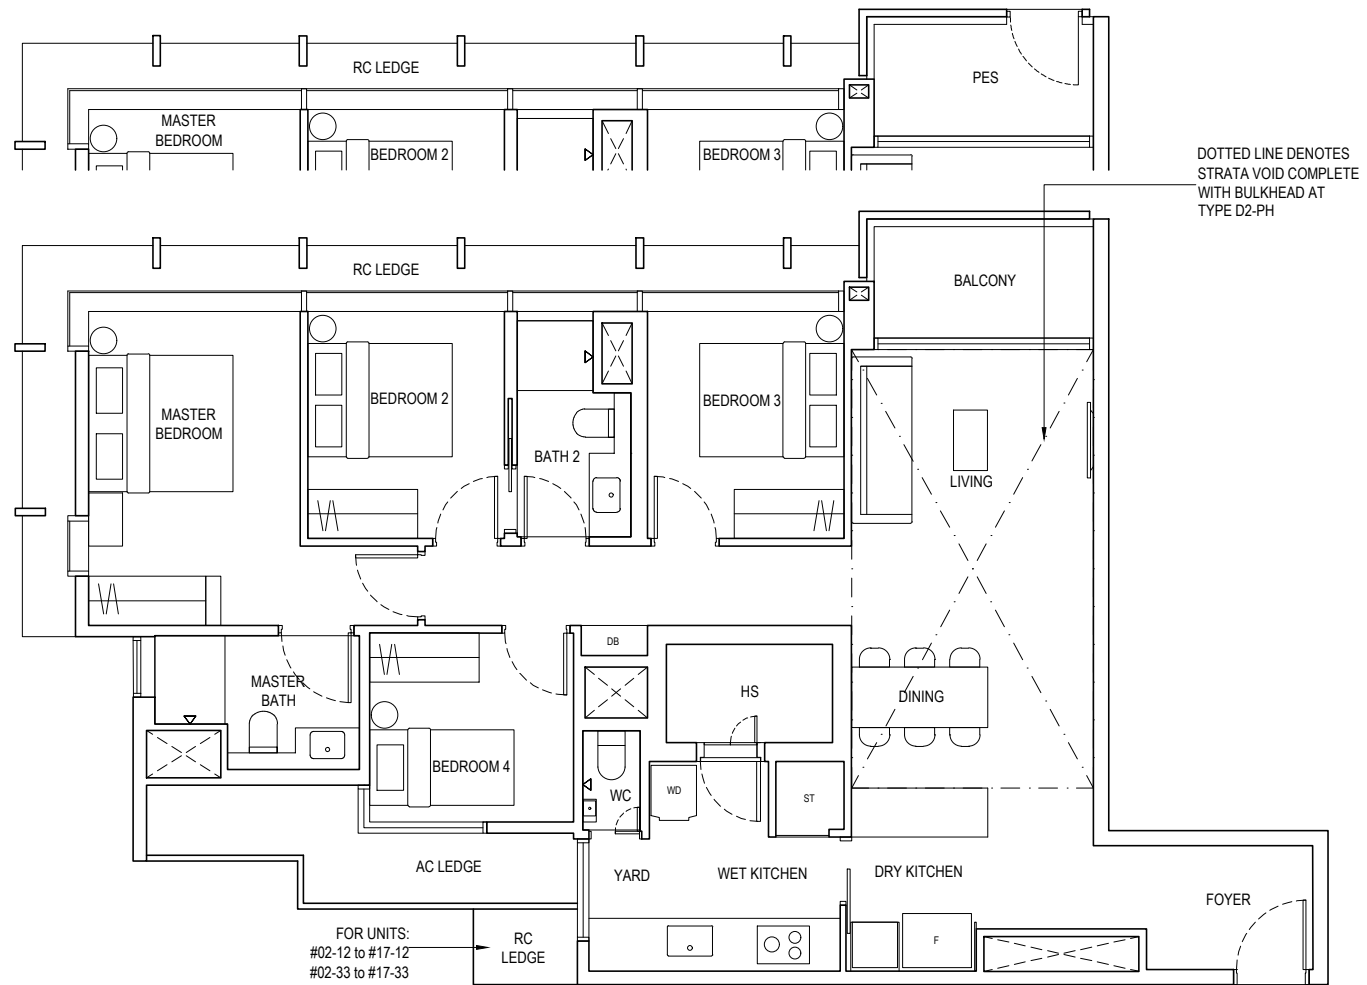 RC LEDGE
PES
MASTER
BEDROOM
BEDROOM 2
BEDROOM 3
DOTTED LINE DENOTES
STRATA VOID COMPLETE
WITH BULKHEAD AT
TYPE D2-PH
RC LEDGE
BALCONY
MASTER
BEDROOM
BEDROOM 2
BATH 2
BEDROOM 3
LIVING
DB
MASTER
BATH
HS
DINING
BEDROOM 4
WC
WD
ST
AC LEDGE
YARD
WET KITCHEN
DRY KITCHEN
FOYER
FOR UNITS:
#02-12 to #17-12
#02-33 to #17-33
RC
LEDGE
F